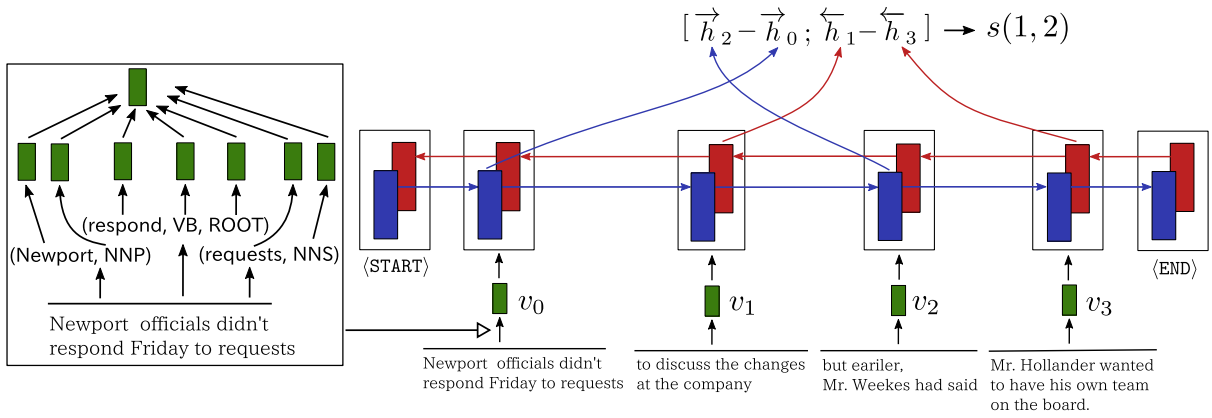 [ →h₂ – →h₀ ; ←h₁ – ←h₃ ] → s(1, 2)
(respond, VB, ROOT)
(Newport, NNP) (requests, NNS)
Newport officials didn't
respond Friday to requests
⟨START⟩
⟨END⟩
v₀
v₁
v₂
v₃
Newport officials didn't
respond Friday to requests
to discuss the changes
at the company
but eariler,
Mr. Weekes had said
Mr. Hollander wanted
to have his own team
on the board.